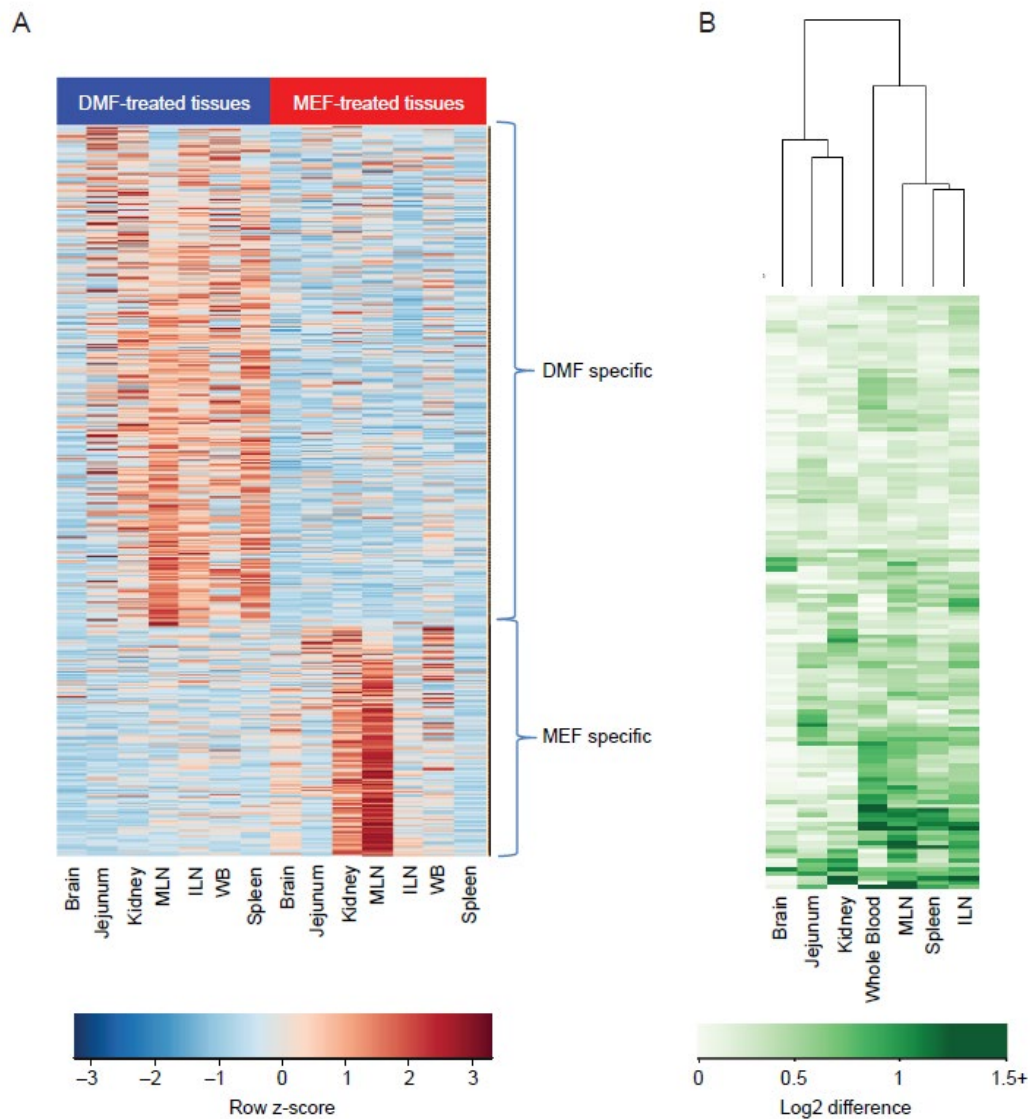 A
B
DMF-treated tissues MEF-treated tissues
DMF specific
MEF specific
Brain Jejunum Kidney MLN ILN WB Spleen Brain Jejunum Kidney MLN ILN WB Spleen
Brain Jejunum Kidney Whole Blood MLN Spleen ILN
–3 –2 –1 0 1 2 3
Row z-score
0 0.5 1 1.5+
Log2 difference